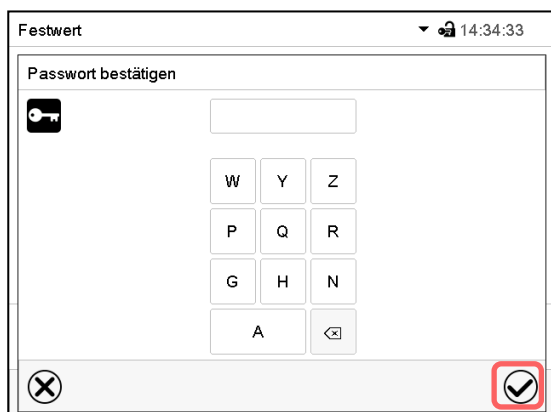 Festwert 14:34:33
Passwort bestätigen
W Y Z
P Q R
G H N
A